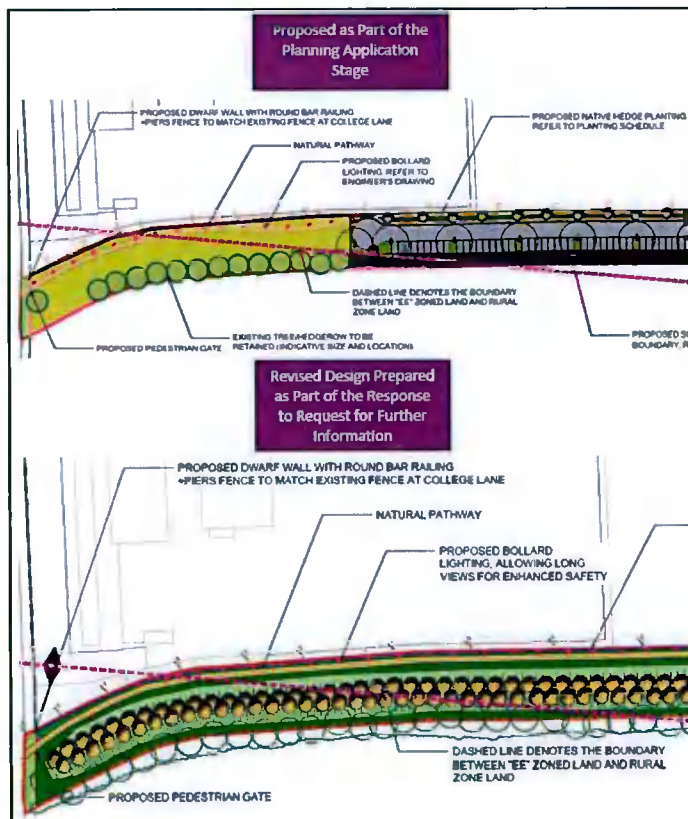 Proposed as Part of the
Planning Application
Stage
PROPOSED DWARF WALL WITH ROUND BAR RAILING
+PIERS FENCE TO MATCH EXISTING FENCE AT COLLEGE LANE
PROPOSED NATIVE HEDGE PLANTING
REFER TO PLANTING SCHEDULE
NATURAL PATHWAY
PROPOSED BOLLARD
LIGHTING, REFER TO
ENGINEER'S DRAWING
DASHED LINE DENOTES THE BOUNDARY
BETWEEN "EE" ZONED LAND AND RURAL
ZONE LAND
PROPOSED PEDESTRIAN GATE
EXISTING TREE/HEDGEROW TO BE
RETAINED (INDICATIVE SIZE AND LOCATION)
PROPOSED
BOUNDARY,
Revised Design Prepared
as Part of the Response
to Request for Further
Information
PROPOSED DWARF WALL WITH ROUND BAR RAILING
+PIERS FENCE TO MATCH EXISTING FENCE AT COLLEGE LANE
NATURAL PATHWAY
PROPOSED BOLLARD
LIGHTING, ALLOWING LONG
VIEWS FOR ENHANCED SAFETY
DASHED LINE DENOTES THE BOUNDARY
BETWEEN "EE" ZONED LAND AND RURAL
ZONE LAND
PROPOSED PEDESTRIAN GATE